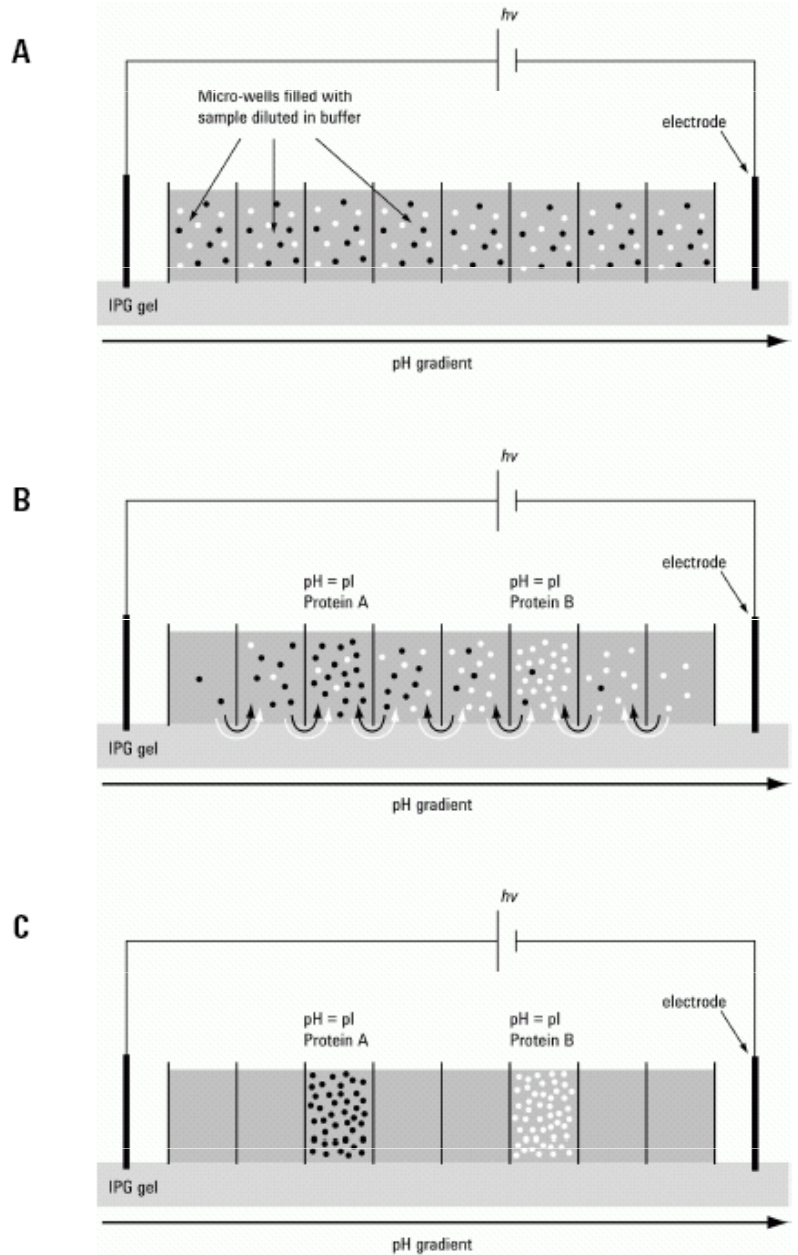 A
hv
Micro-wells filled with
sample diluted in buffer
electrode
IPG gel
pH gradient
B
hv
electrode
pH = pI
Protein A
pH = pI
Protein B
IPG gel
pH gradient
C
hv
electrode
pH = pI
Protein A
pH = pI
Protein B
IPG gel
pH gradient